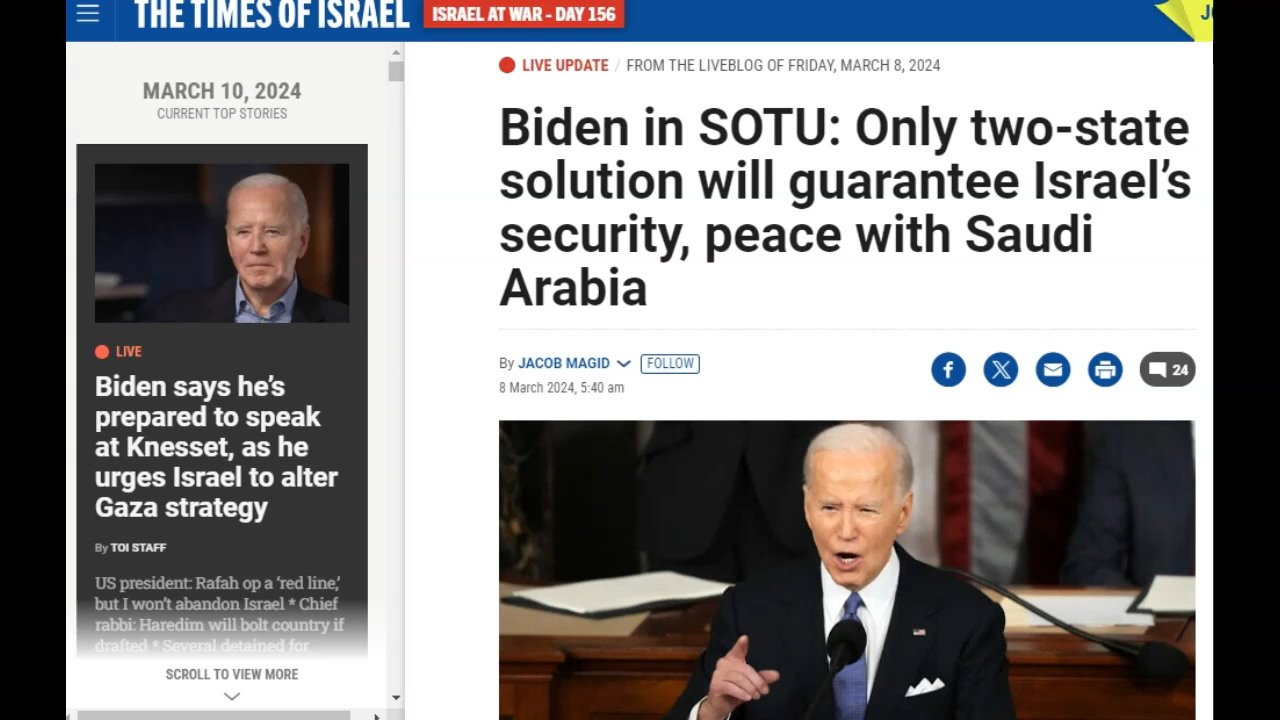 THE TIMES OF ISRAEL
ISRAEL AT WAR - DAY 156
MARCH 10, 2024
CURRENT TOP STORIES
LIVE
Biden says he's
prepared to speak
at Knesset, as he
urges Israel to alter
Gaza strategy
By TOI STAFF
US president: Rafah op a 'red line,'
but I won't abandon Israel * Chief
rabbi: Haredim will bolt country if
drafted * Several detained for
SCROLL TO VIEW MORE
LIVE UPDATE / FROM THE LIVEBLOG OF FRIDAY, MARCH 8, 2024
Biden in SOTU: Only two-state
solution will guarantee Israel's
security, peace with Saudi
Arabia
By JACOB MAGID FOLLOW
8 March 2024, 5:40 am
24